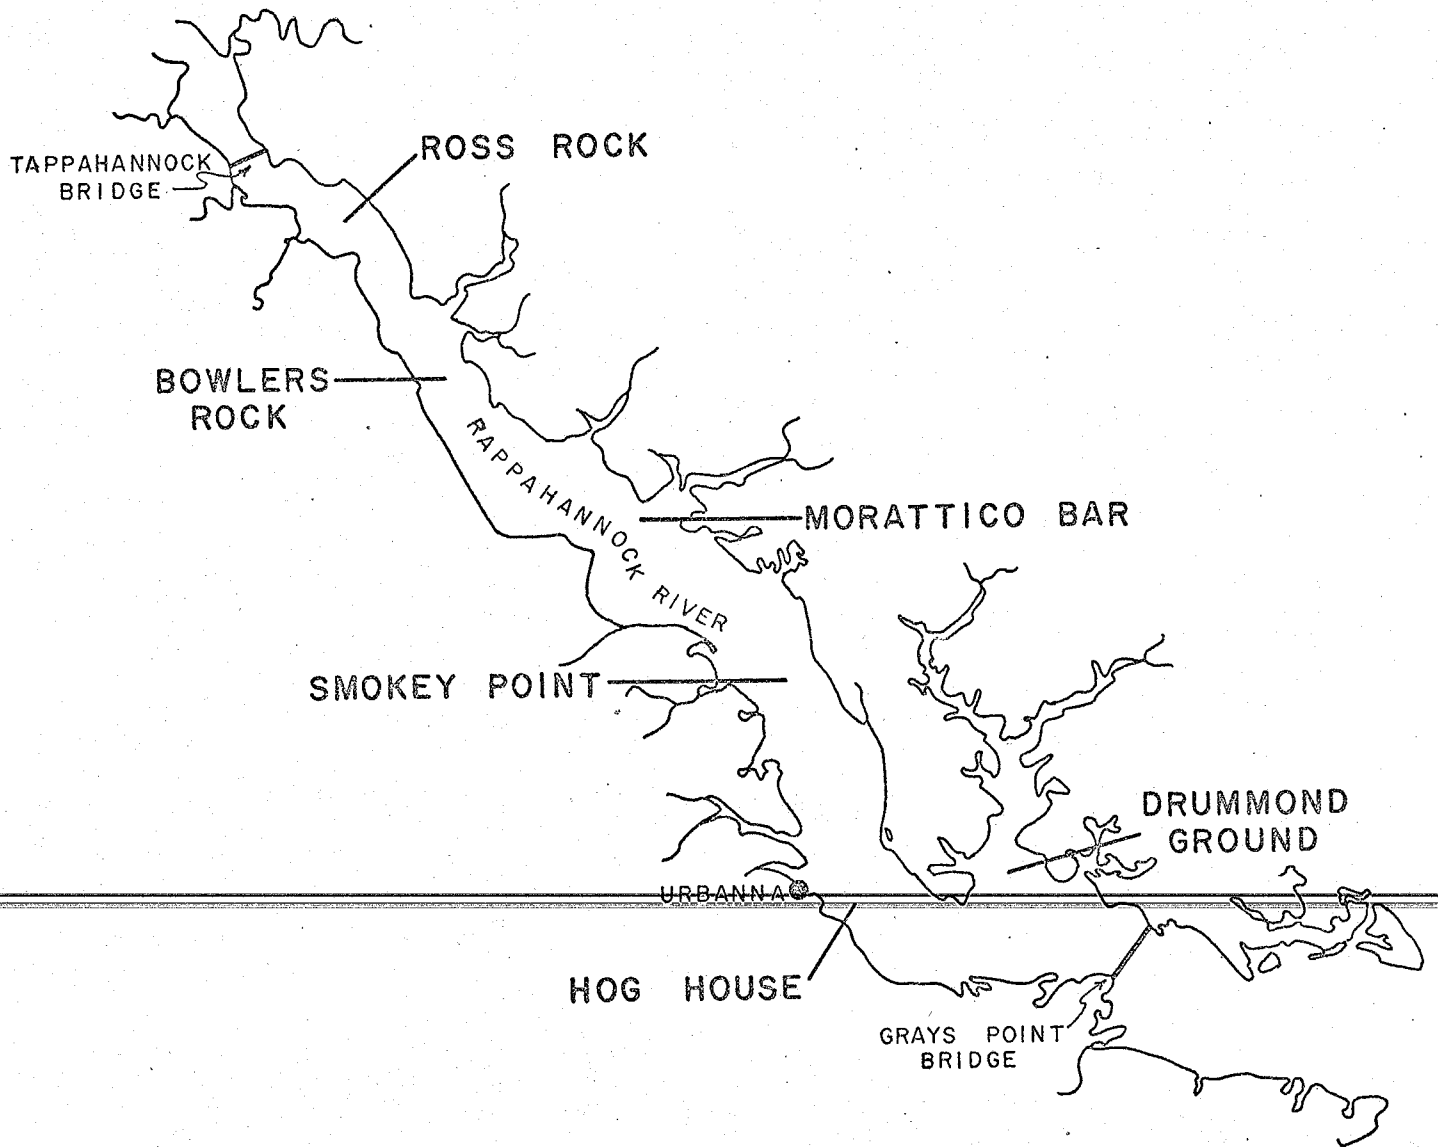 ROSS ROCK
TAPPAHANNOCK
BRIDGE
BOWLERS
ROCK
RAPPAHANNOCK RIVER
MORATTICO BAR
SMOKEY POINT
DRUMMOND
GROUND
URBANNA
HOG HOUSE
GRAYS POINT
BRIDGE